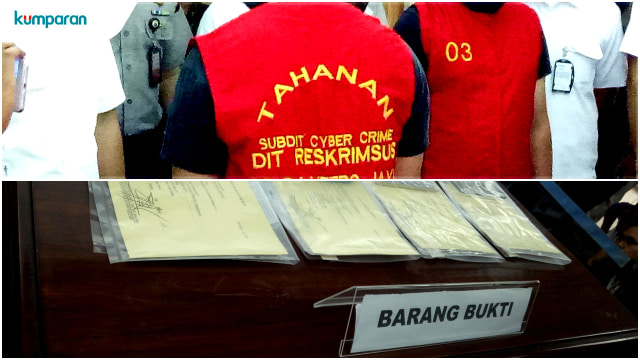 kumparan
TAHANAN
SUBDIT CYBER CRIME
DIT RESKRIMSUS
03
BARANG BUKTI